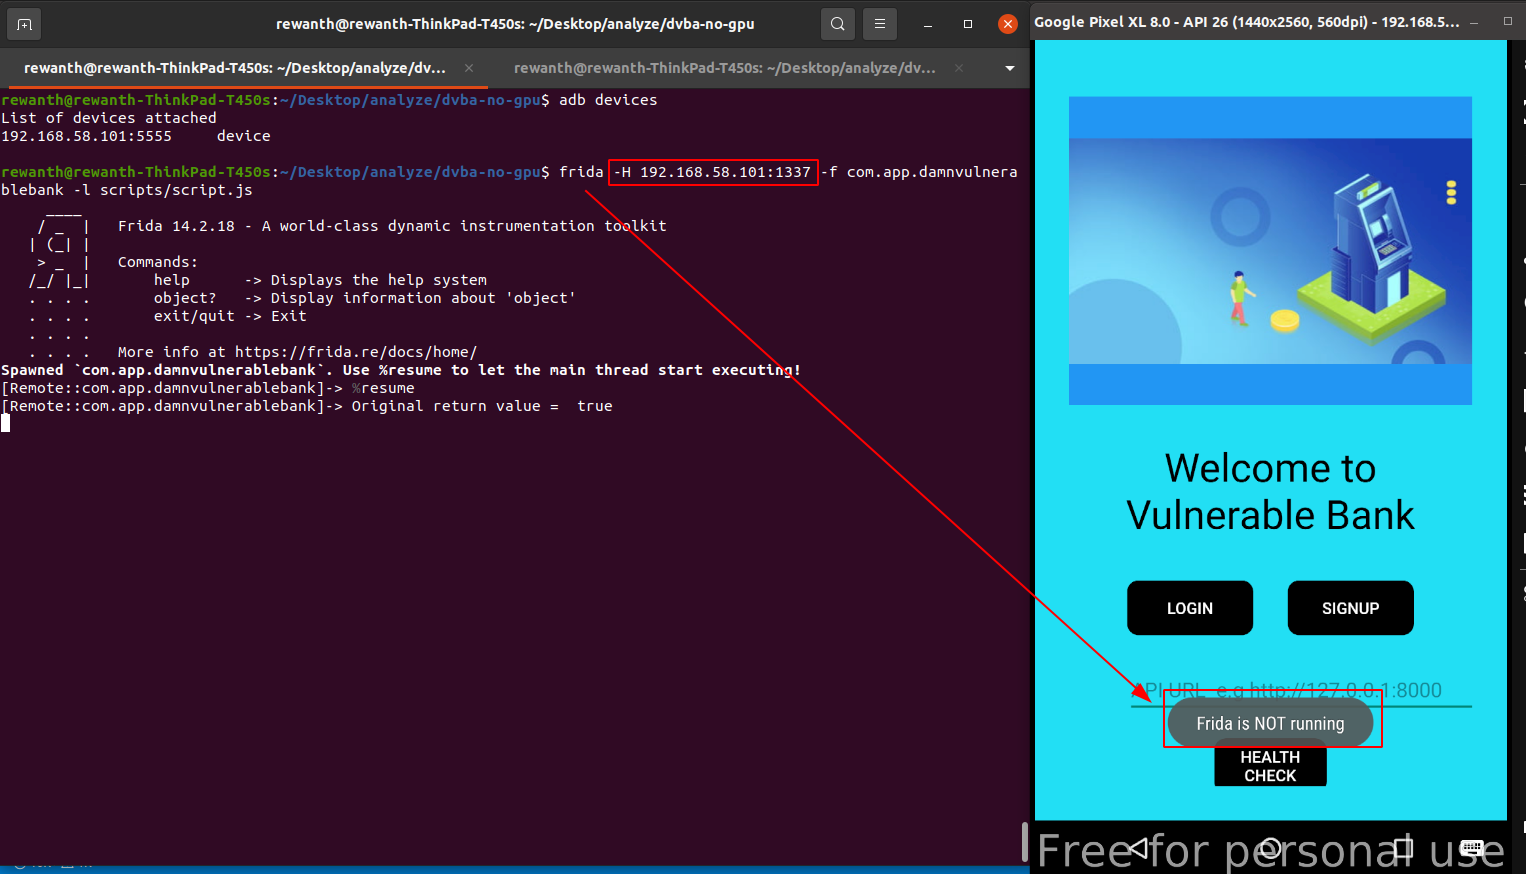 rewanth@rewanth-ThinkPad-T450s: ~/Desktop/analyze/dvba-no-gpu
rewanth@rewanth-ThinkPad-T450s: ~/Desktop/analyze/dv...
rewanth@rewanth-ThinkPad-T450s: ~/Desktop/analyze/dv...
rewanth@rewanth-ThinkPad-T450s:~/Desktop/analyze/dvba-no-gpu$ adb devices
List of devices attached
192.168.58.101:5555     device
rewanth@rewanth-ThinkPad-T450s:~/Desktop/analyze/dvba-no-gpu$ frida -H 192.168.58.101:1337 -f com.app.damnvulnera
blebank -l scripts/script.js
     ____
    / _  |   Frida 14.2.18 - A world-class dynamic instrumentation toolkit
   | (_| |
    > _  |   Commands:
   /_/ |_|       help      -> Displays the help system
   . . . .       object?   -> Display information about 'object'
   . . . .       exit/quit -> Exit
   . . . .
   . . . .   More info at https://frida.re/docs/home/
Spawned `com.app.damnvulnerablebank`. Use %resume to let the main thread start executing!
[Remote::com.app.damnvulnerablebank]-> %resume
[Remote::com.app.damnvulnerablebank]-> Original return value =  true
Google Pixel XL 8.0 - API 26 (1440x2560, 560dpi) - 192.168.5...
Welcome to
Vulnerable Bank
LOGIN
SIGNUP
API URL e.g http://127.0.0.1:8000
Frida is NOT running
HEALTH
CHECK
Free for personal use